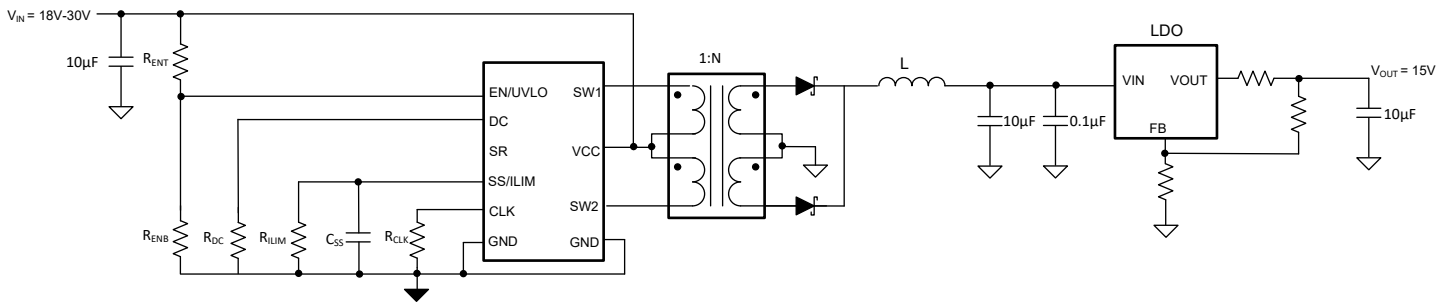 VIN = 18V-30V
10µF
RENT
EN/UVLO
DC
SR
SS/ILIM
CLK
GND
SW1
VCC
SW2
GND
RENB
RDC
RILIM
CSS
RCLK
1:N
L
10µF
0.1µF
LDO
VIN
VOUT
FB
VOUT = 15V
10µF